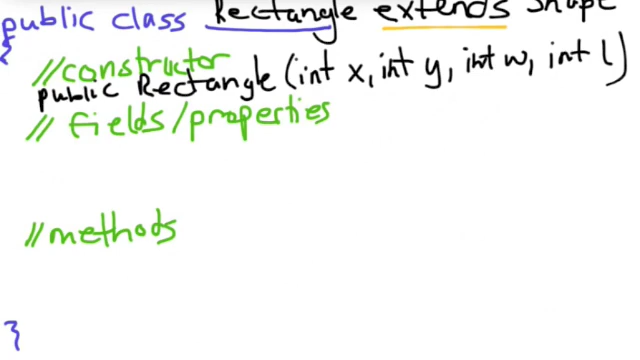 public class Rectangle extends Shape
{
//constructor
public Rectangle (int x, int y, int w, int l)
// fields/properties
//methods
}